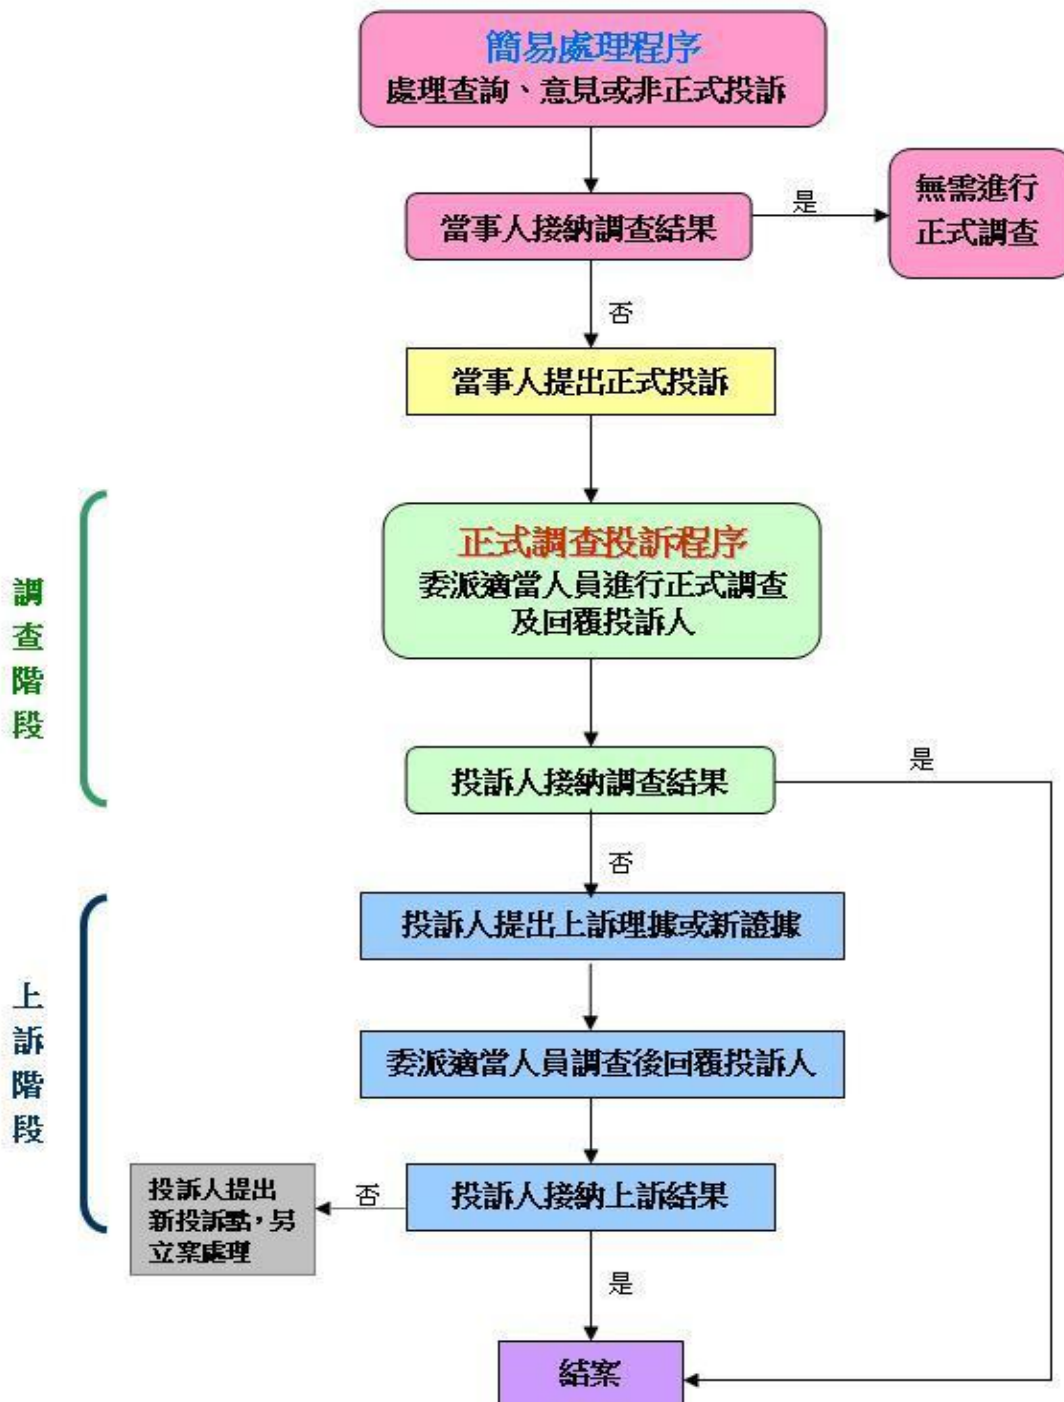 簡易處理程序
處理查詢、意見或非正式投訴
當事人接納調查結果
是
無需進行
正式調查
否
當事人提出正式投訴
調查階段
正式調查投訴程序
委派適當人員進行正式調查
及回覆投訴人
投訴人接納調查結果
是
否
上訴階段
投訴人提出上訴理據或新證據
委派適當人員調查後回覆投訴人
投訴人接納上訴結果
否
投訴人提出
新投訴點，另
立案處理
是
結案